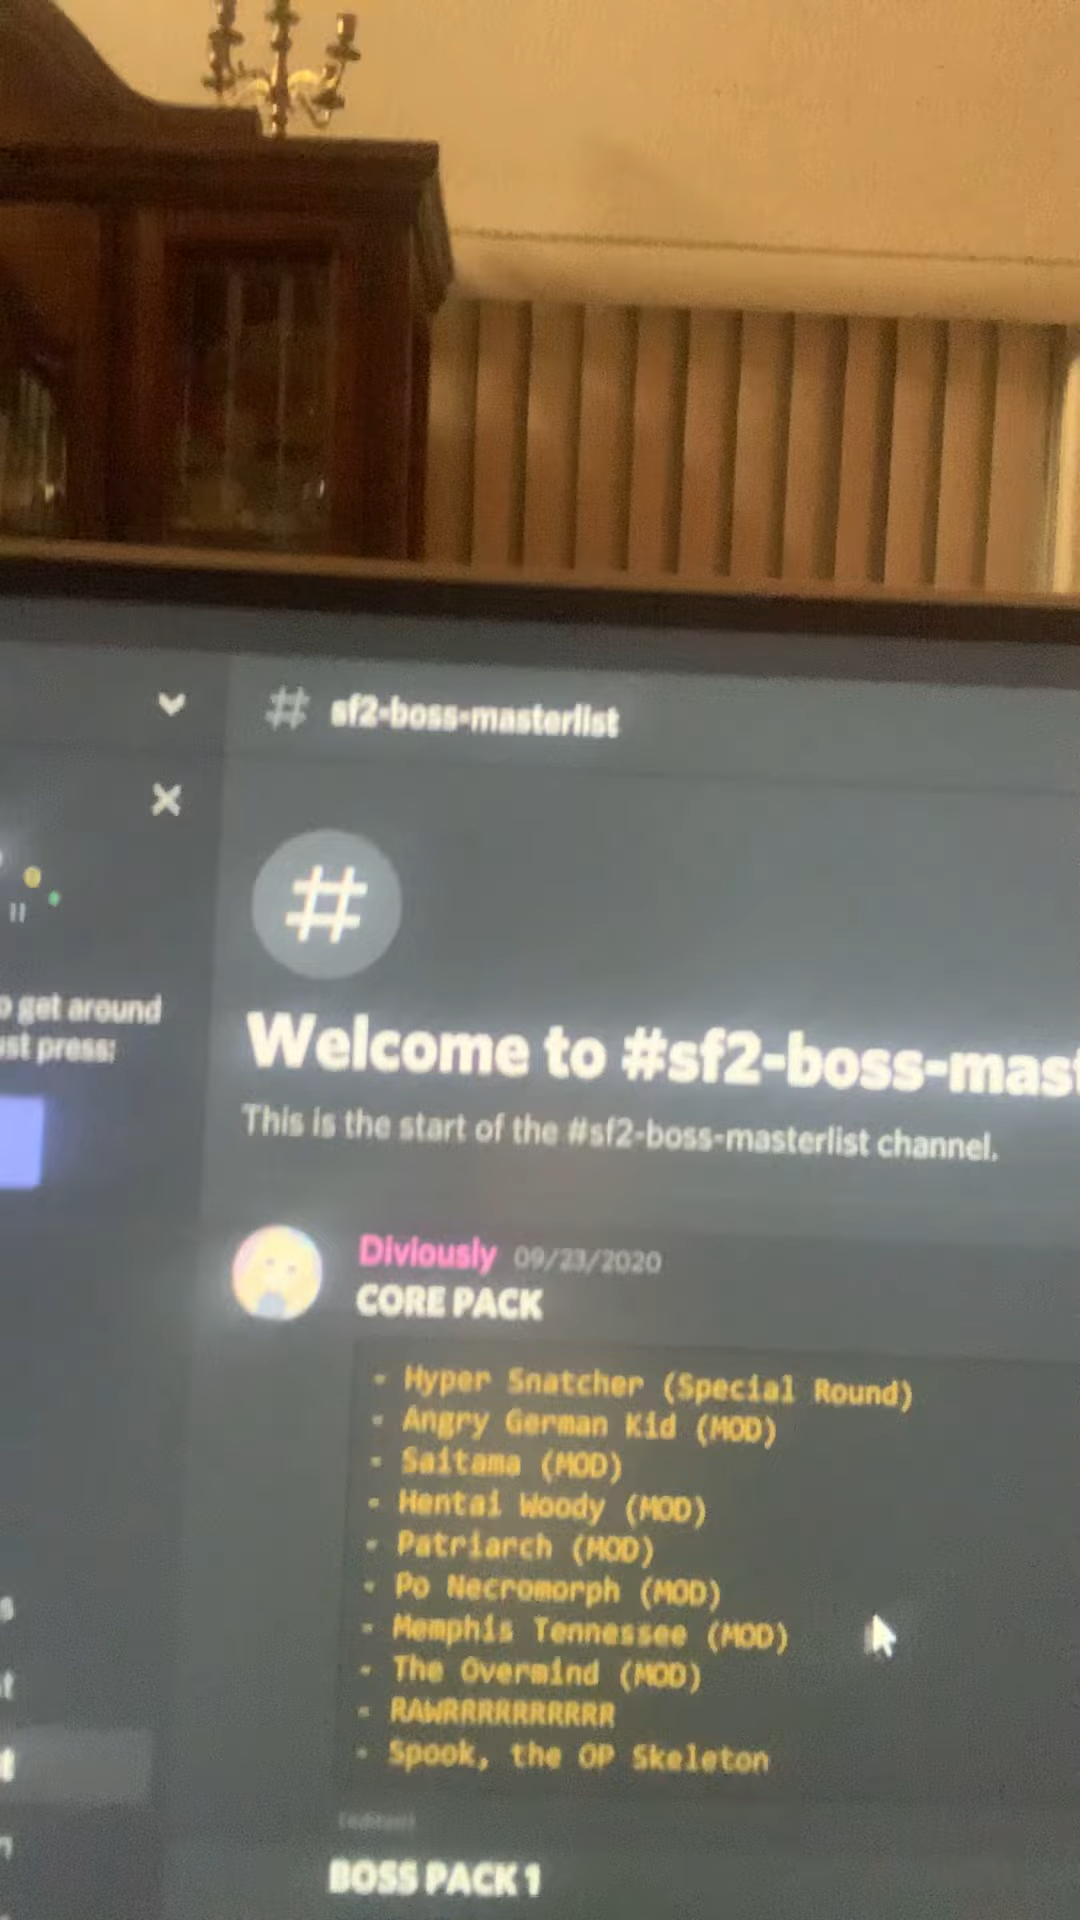 # sf2-boss-masterlist
o get around
ust press:
Welcome to #sf2-boss-mast
This is the start of the #sf2-boss-masterlist channel.
Diviously 09/23/2020
CORE PACK
- Hyper Snatcher (Special Round)
- Angry German Kid (MOD)
- Saitama (MOD)
- Hentai Woody (MOD)
- Patriarch (MOD)
- Po Necromorph (MOD)
- Memphis Tennessee (MOD)
- The Overmind (MOD)
- RAWRRRRRRRRRR
- Spook, the OP Skeleton
(edited)
BOSS PACK 1